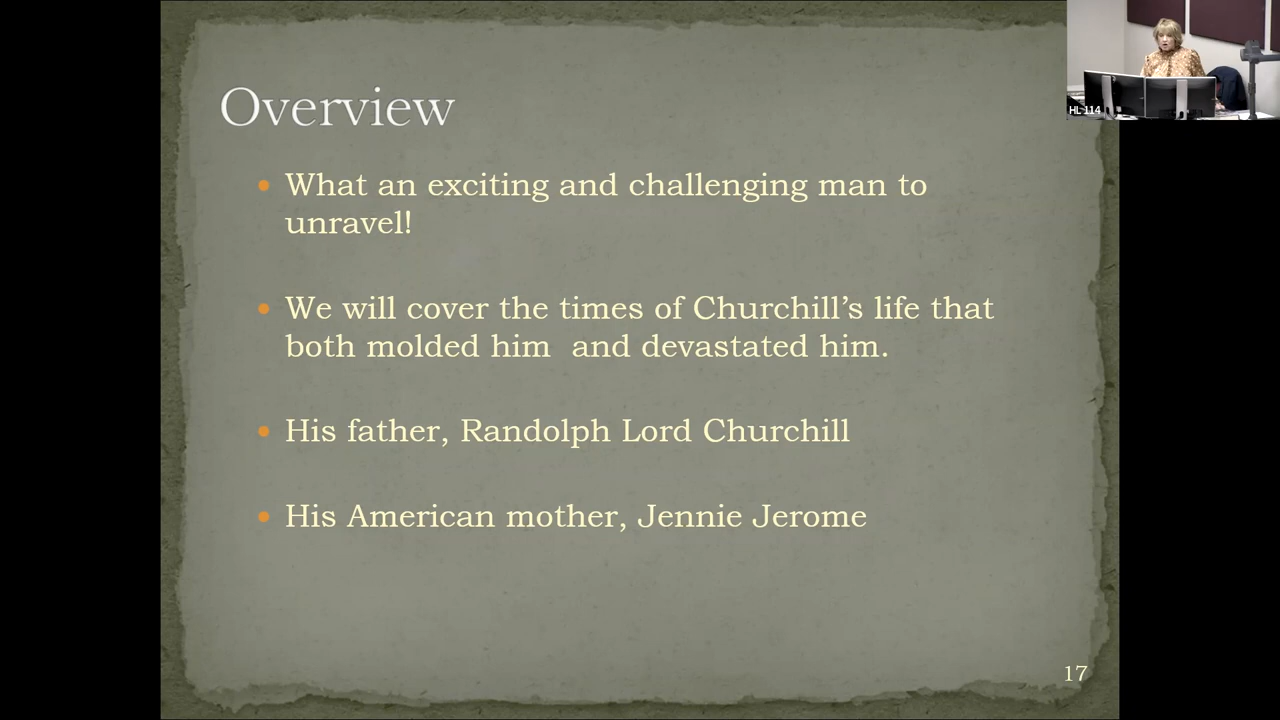 Overview
What an exciting and challenging man to
unravel!
We will cover the times of Churchill’s life that
both molded him and devastated him.
His father, Randolph Lord Churchill
His American mother, Jennie Jerome
17
HL 114